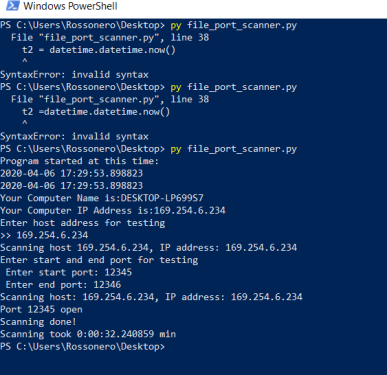 Windows PowerShell
PS C:\Users\Rossonero\Desktop> py file_port_scanner.py
File "file_port_scanner.py", line 38
t2 = datetime.datetime.now()
^
SyntaxError: invalid syntax
PS C:\Users\Rossonero\Desktop> py file_port_scanner.py
File "file_port_scanner.py", line 38
t2 =datetime.datetime.now()
^
SyntaxError: invalid syntax
PS C:\Users\Rossonero\Desktop> py file_port_scanner.py
Program started at this time:
2020-04-06 17:29:53.898823
2020-04-06 17:29:53.898823
Your Computer Name is:DESKTOP-LP699S7
Your Computer IP Address is:169.254.6.234
Enter host address for testing
>> 169.254.6.234
Scanning host 169.254.6.234, IP address: 169.254.6.234
Enter start and end port for testing
Enter start port: 12345
Enter end port: 12346
Scanning host: 169.254.6.234, IP address: 169.254.6.234
Port 12345 open
Scanning done!
Scanning took 0:00:32.240859 min
PS C:\Users\Rossonero\Desktop>